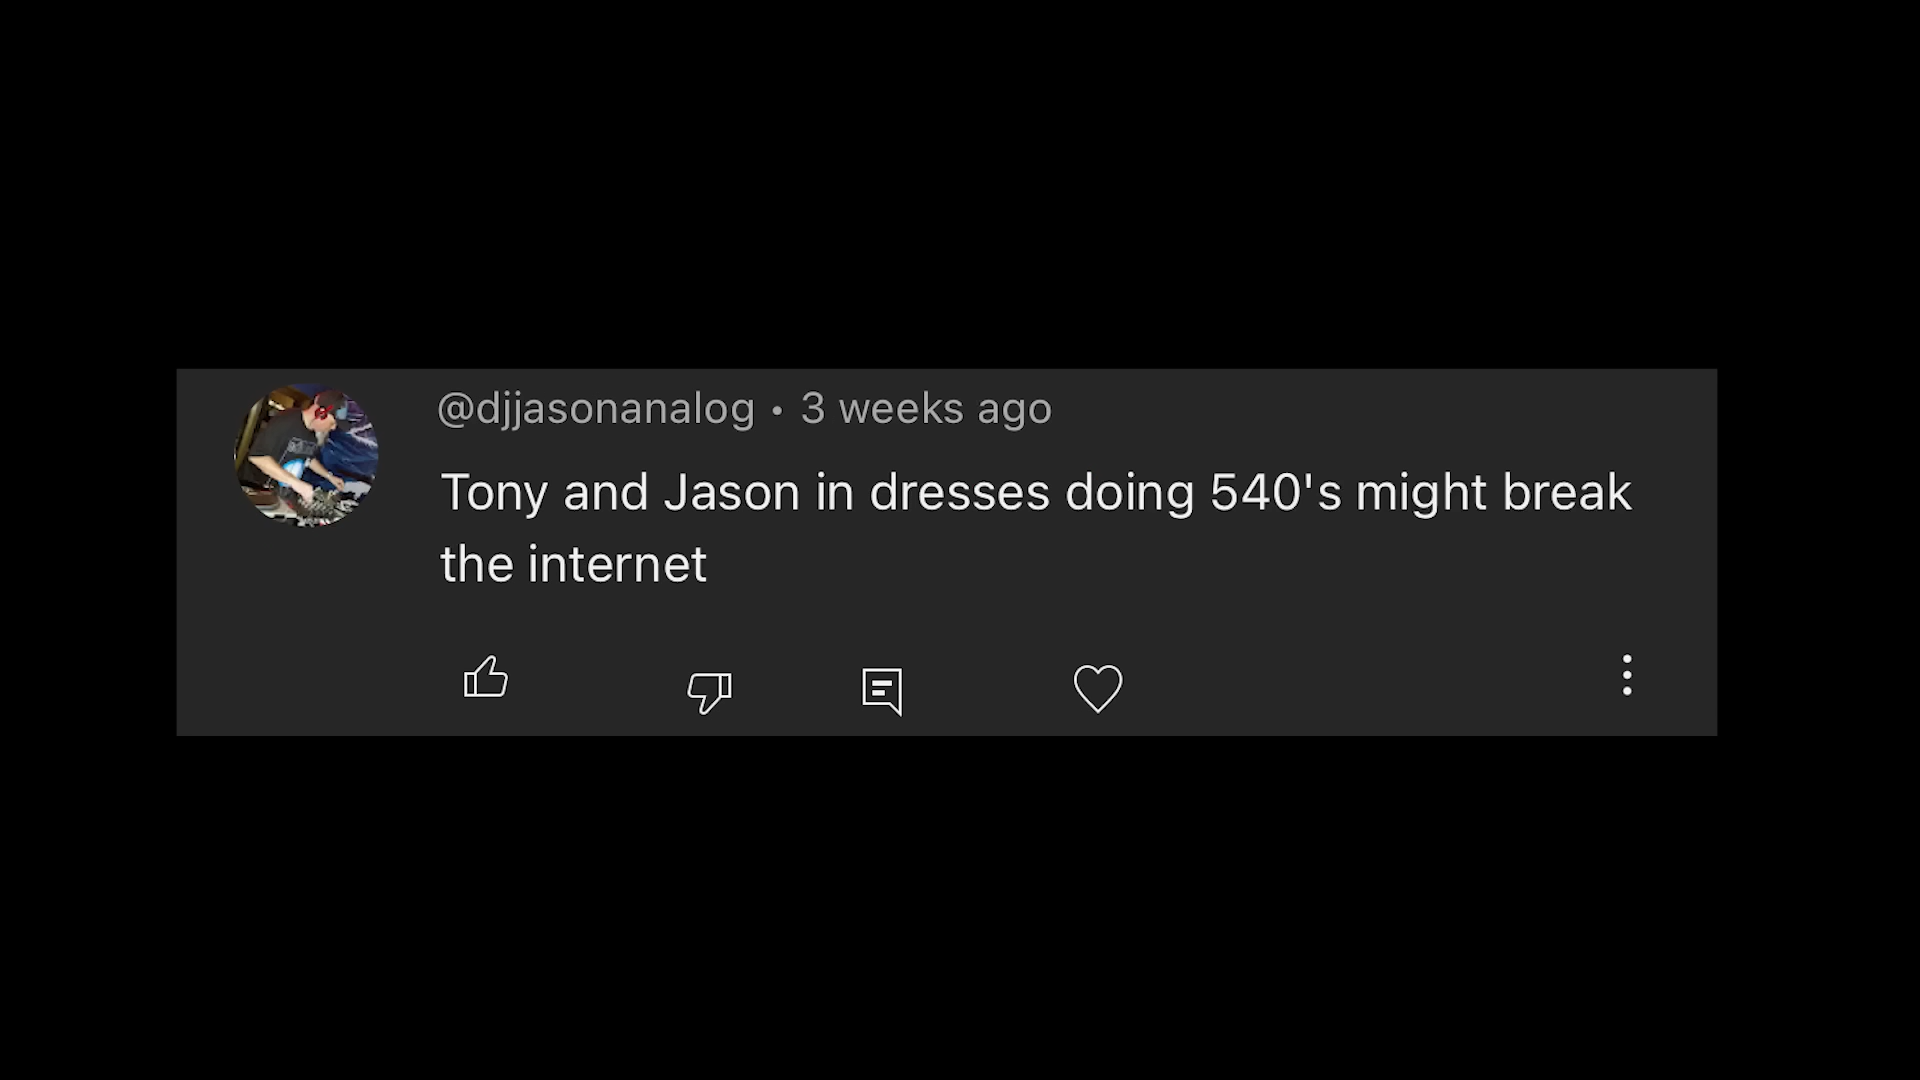 @djjasonanalog • 3 weeks ago
Tony and Jason in dresses doing 540's might break
the internet